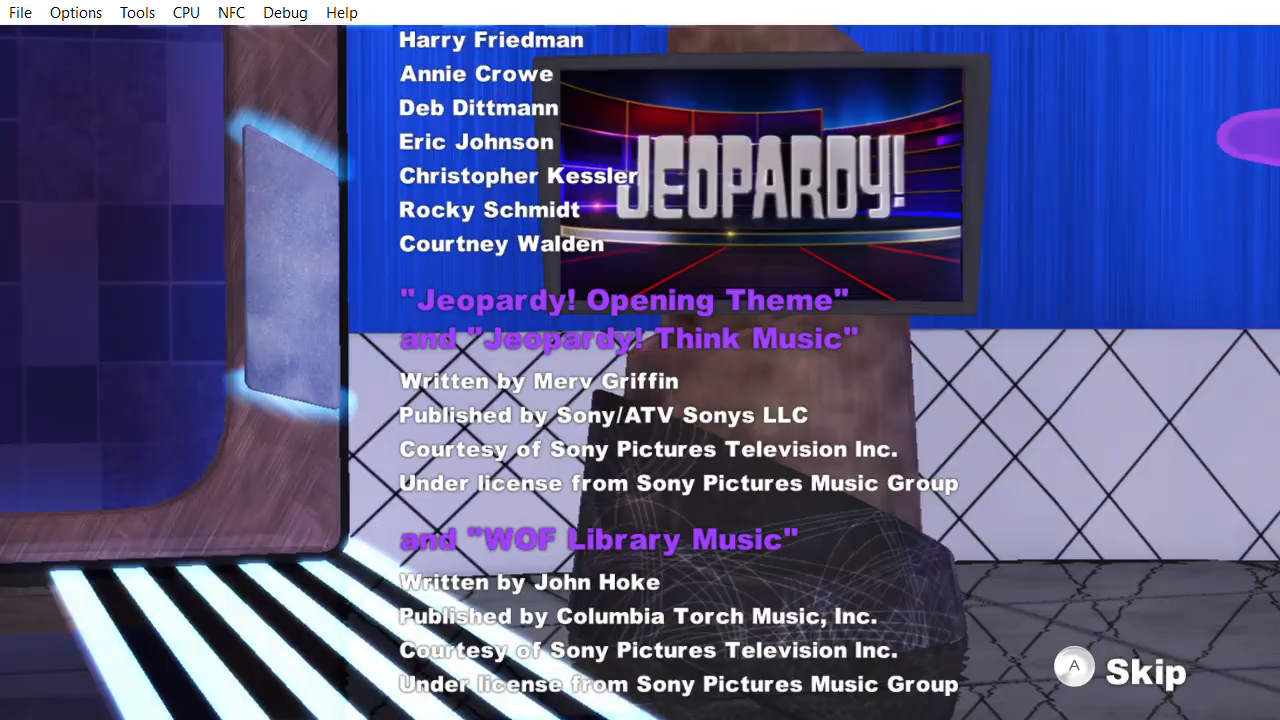 File Options Tools CPU NFC Debug Help
Harry Friedman
Annie Crowe
Deb Dittmann
Eric Johnson
Christopher Kessler
Rocky Schmidt
Courtney Walden
JEOPARDY!
"Jeopardy! Opening Theme"
and "Jeopardy! Think Music"
Written by Merv Griffin
Published by Sony/ATV Sonys LLC
Courtesy of Sony Pictures Television Inc.
Under license from Sony Pictures Music Group
and "WOF Library Music"
Written by John Hoke
Published by Columbia Torch Music, Inc.
Courtesy of Sony Pictures Television Inc.
Under license from Sony Pictures Music Group
A Skip